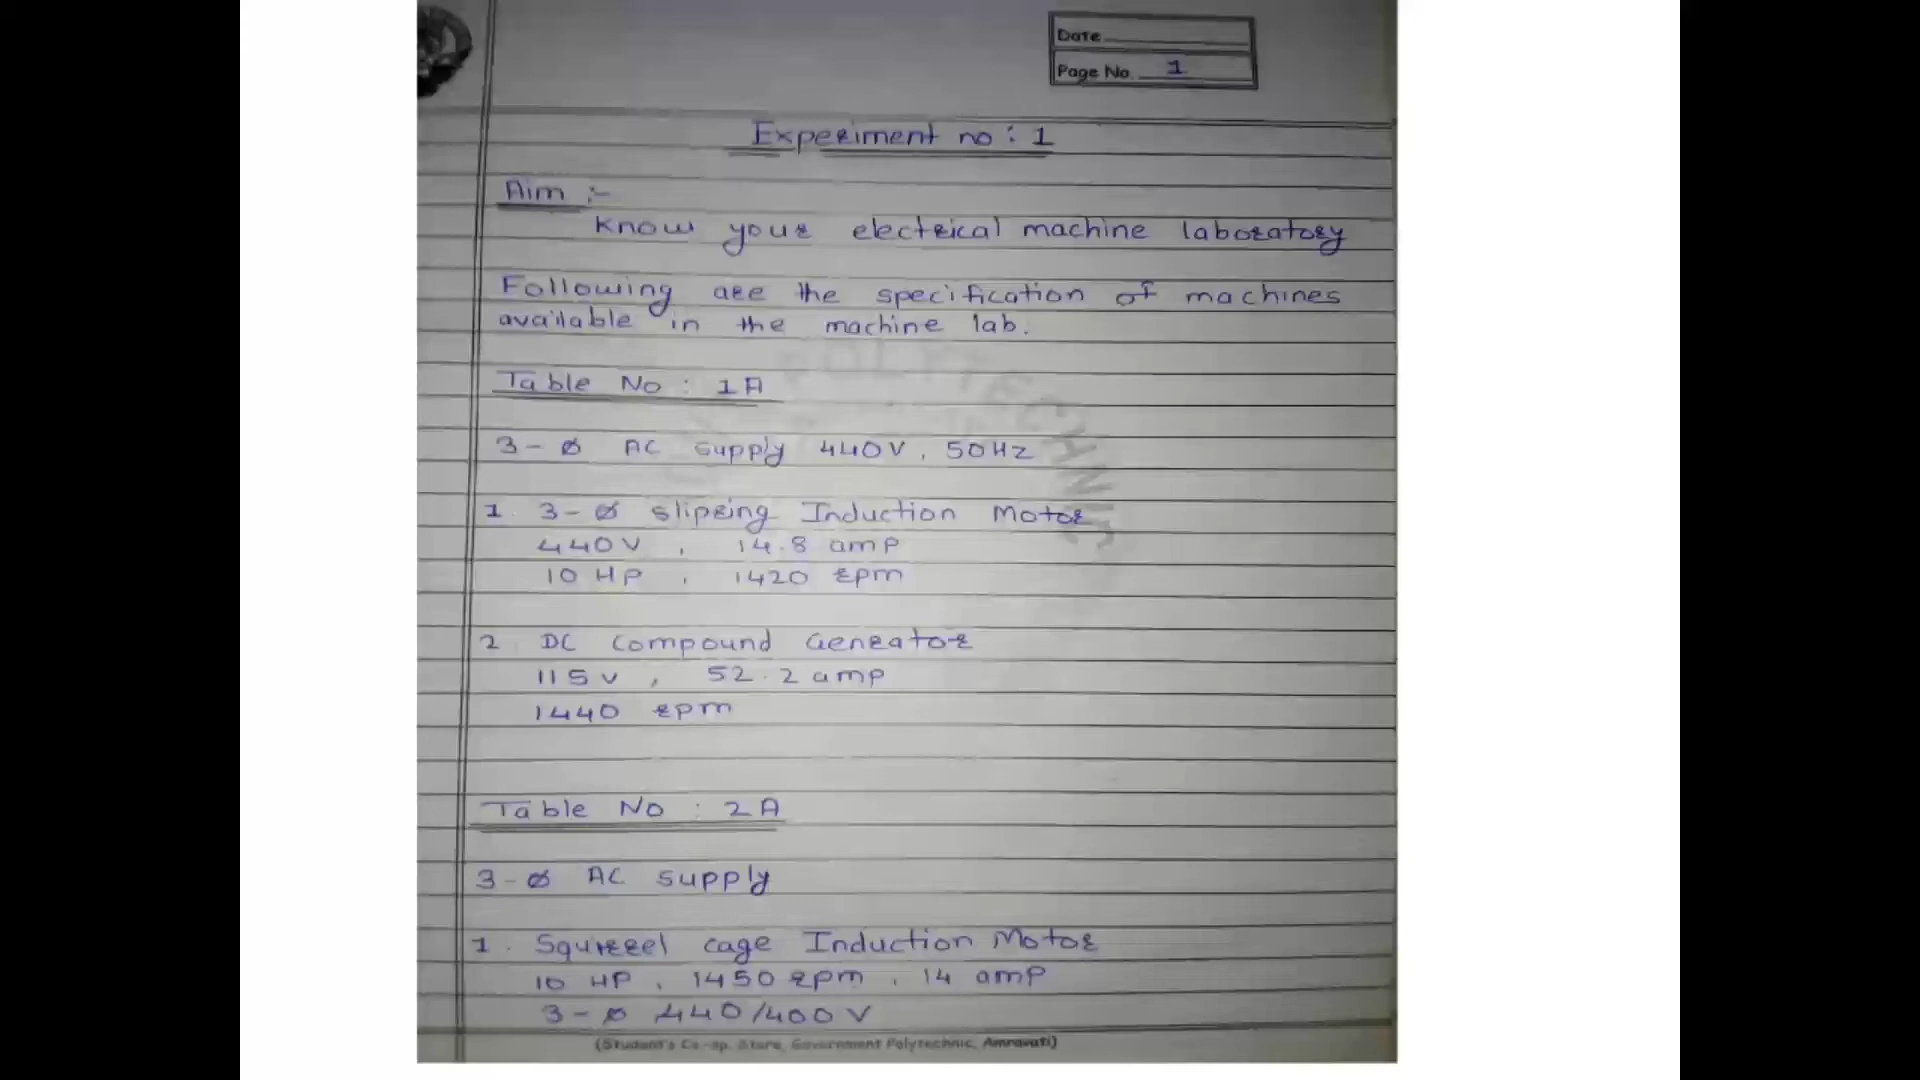 Date
Page No. 1
Experiment no : 1
Aim :-
Know your electrical machine laboratory
Following are the specification of machines
available in the machine lab.
Table No : 1A
3-ø AC supply 440V, 50Hz
1. 3-ø slipring Induction Motor
440V , 14.8 amp
10 HP , 1420 rpm
2. DC compound Genrator
115v , 52.2 amp
1440 rpm
Table No : 2A
3-ø AC supply
1. Squirrel cage Induction Motor
10 HP , 1450 rpm , 14 amp
3-ø 440/400 V
(Student's Co-op. Store, Government Polytechnic, Amravati)
POLYTECHNIC